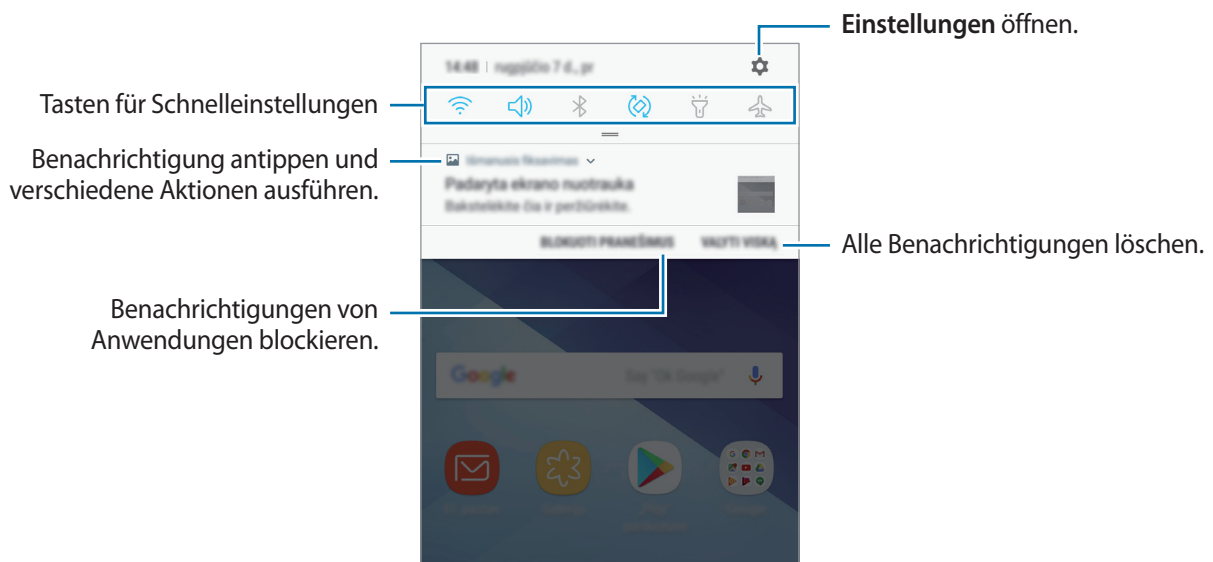 Einstellungen öffnen.
14:48 | rugpjūčio 7 d., pr
Tasten für Schnelleinstellungen
Benachrichtigung antippen und
verschiedene Aktionen ausführen.
Išmanusis fiksavimas
Padaryta ekrano nuotrauka
Bakstelėkite čia ir peržiūrėkite.
BLOKUOTI PRANEŠIMUS VALYTI VISKĄ
Alle Benachrichtigungen löschen.
Benachrichtigungen von
Anwendungen blockieren.
Google Say "Ok Google"
Google